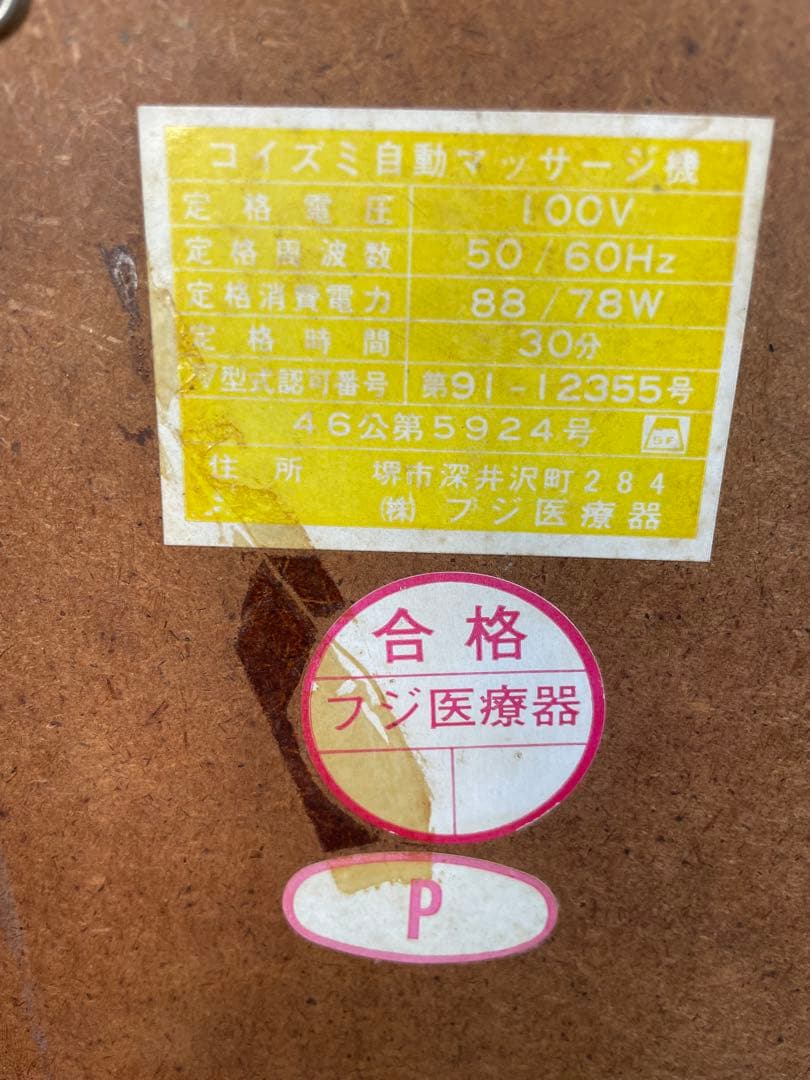 コイズミ自動マッサージ機
定格電圧 100V
定格周波数 50/60Hz
定格消費電力 88/78W
定格時間 30分
▽型式認可番号 第91-12355号
46公第5924号 SF
住所 堺市深井沢町284
㈱ フジ医療器
合格
フジ医療器
P